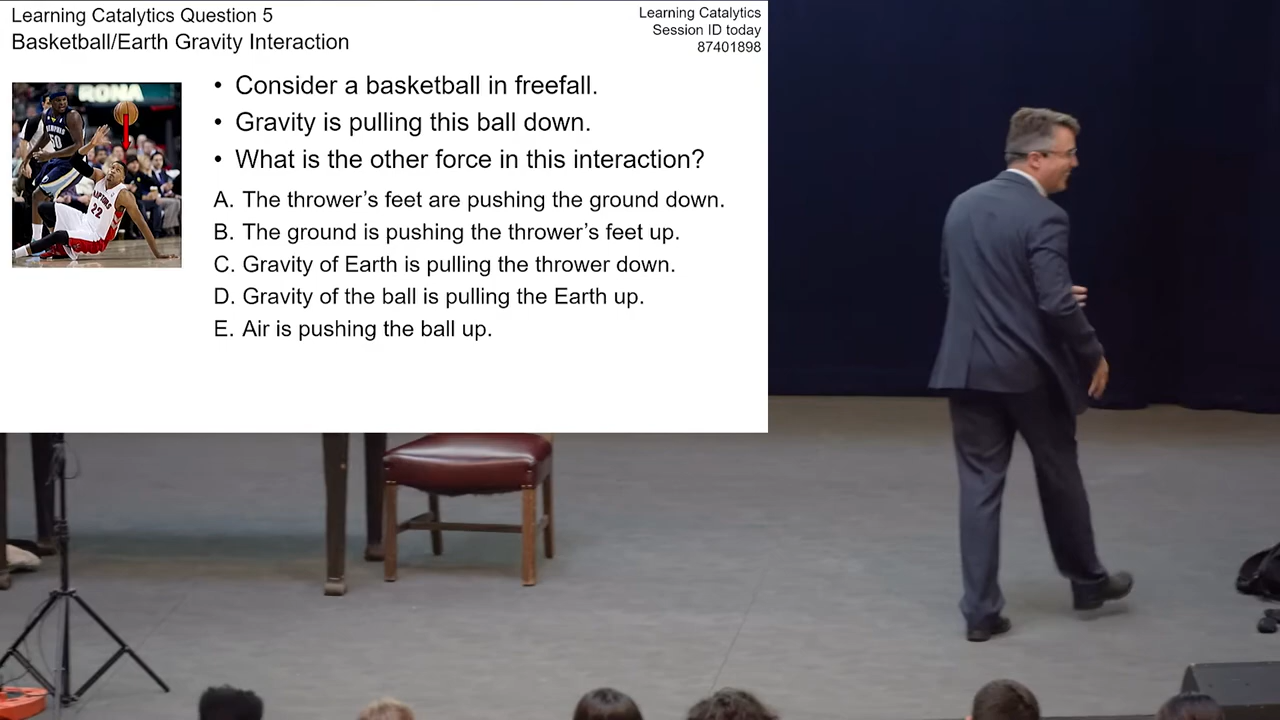 Learning Catalytics Question 5
Basketball/Earth Gravity Interaction
Learning Catalytics
Session ID today
87401898
• Consider a basketball in freefall.
• Gravity is pulling this ball down.
• What is the other force in this interaction?
A. The thrower's feet are pushing the ground down.
B. The ground is pushing the thrower's feet up.
C. Gravity of Earth is pulling the thrower down.
D. Gravity of the ball is pulling the Earth up.
E. Air is pushing the ball up.
RONA
MEMPHIS
50
RAPTORS
22